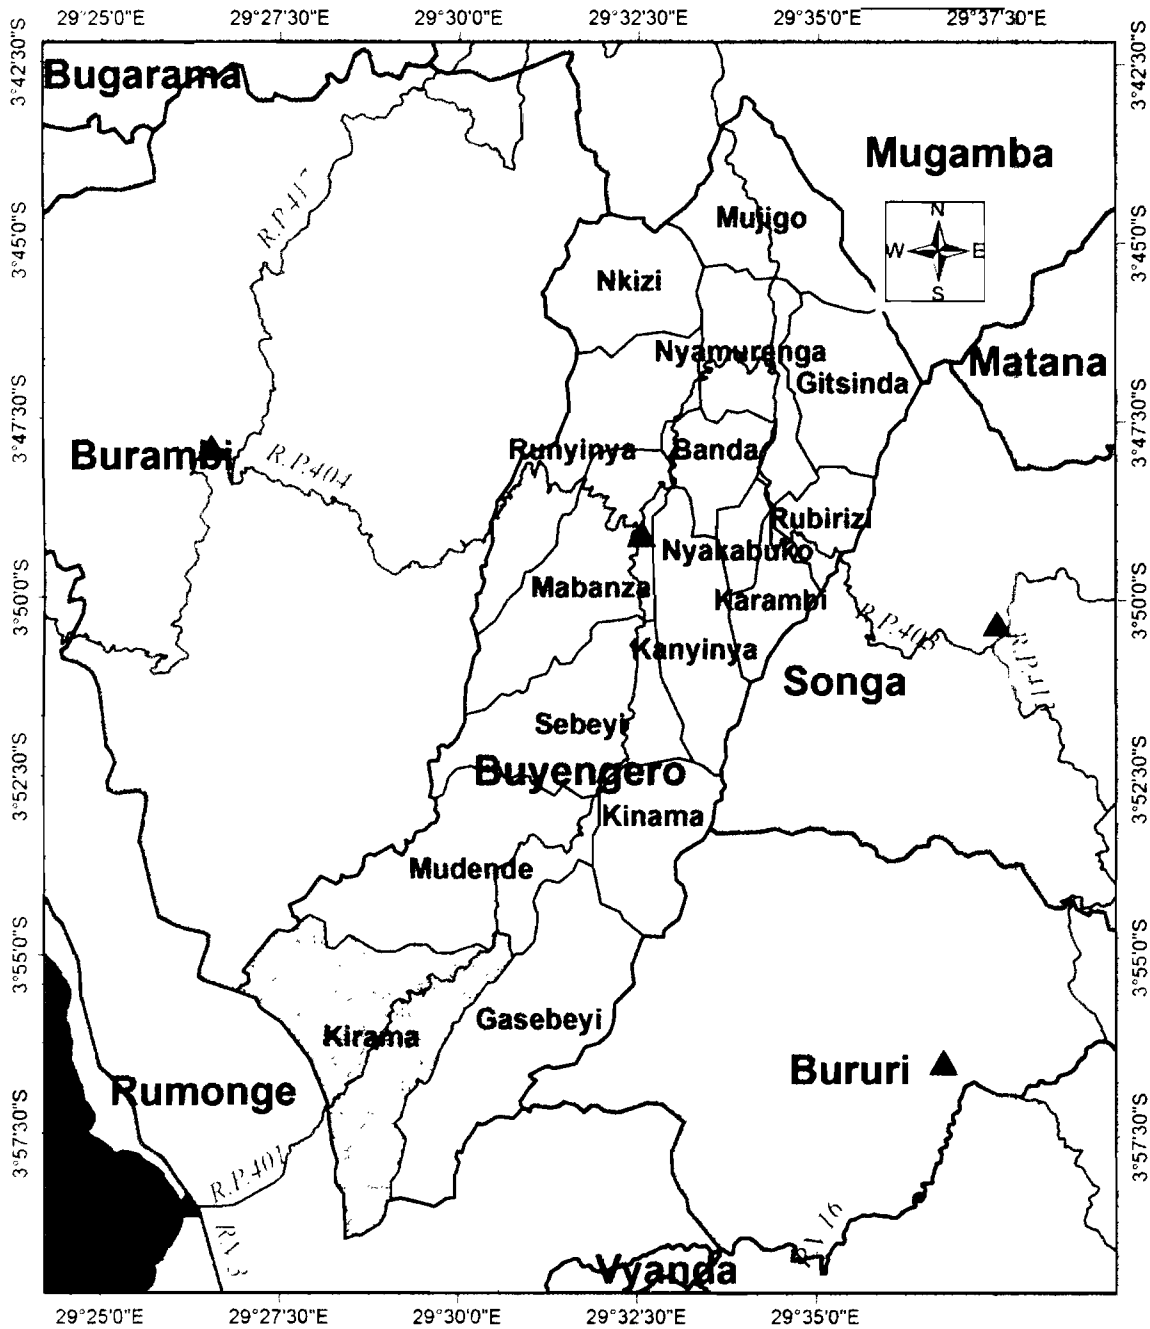 29°25'0"E 29°27'30"E 29°30'0"E 29°32'30"E 29°35'0"E 29°37'30"E
3°42'30"S
3°42'30"S
Bugarama
Mugamba
R.P.417
N
Mujigo
3°45'0"S
W E
3°45'0"S
Nkizi
S
Nyamurenga
Matana
Gitsinda
3°47'30"S
3°47'30"S
Burambi
R.P.404
Runyinya
Banda
Rubirizi
Nyakabuko
Mabanza
Karambi
3°50'0"S
3°50'0"S
Kanyinya
Songa
Sebeyi
Buyengero
3°52'30"S
3°52'30"S
Kinama
Mudende
3°55'0"S
3°55'0"S
Gasebeyi
Kirama
Bururi
Rumonge
3°57'30"S
3°57'30"S
R.P.401
Vyanda
29°25'0"E 29°27'30"E 29°30'0"E 29°32'30"E 29°35'0"E